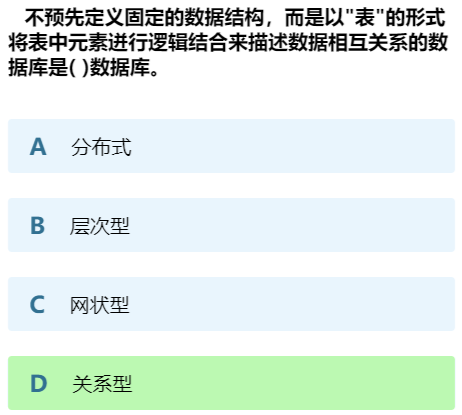 不预先定义固定的数据结构，而是以"表"的形式
将表中元素进行逻辑结合来描述数据相互关系的数
据库是( )数据库。
A 分布式
B 层次型
C 网状型
D 关系型